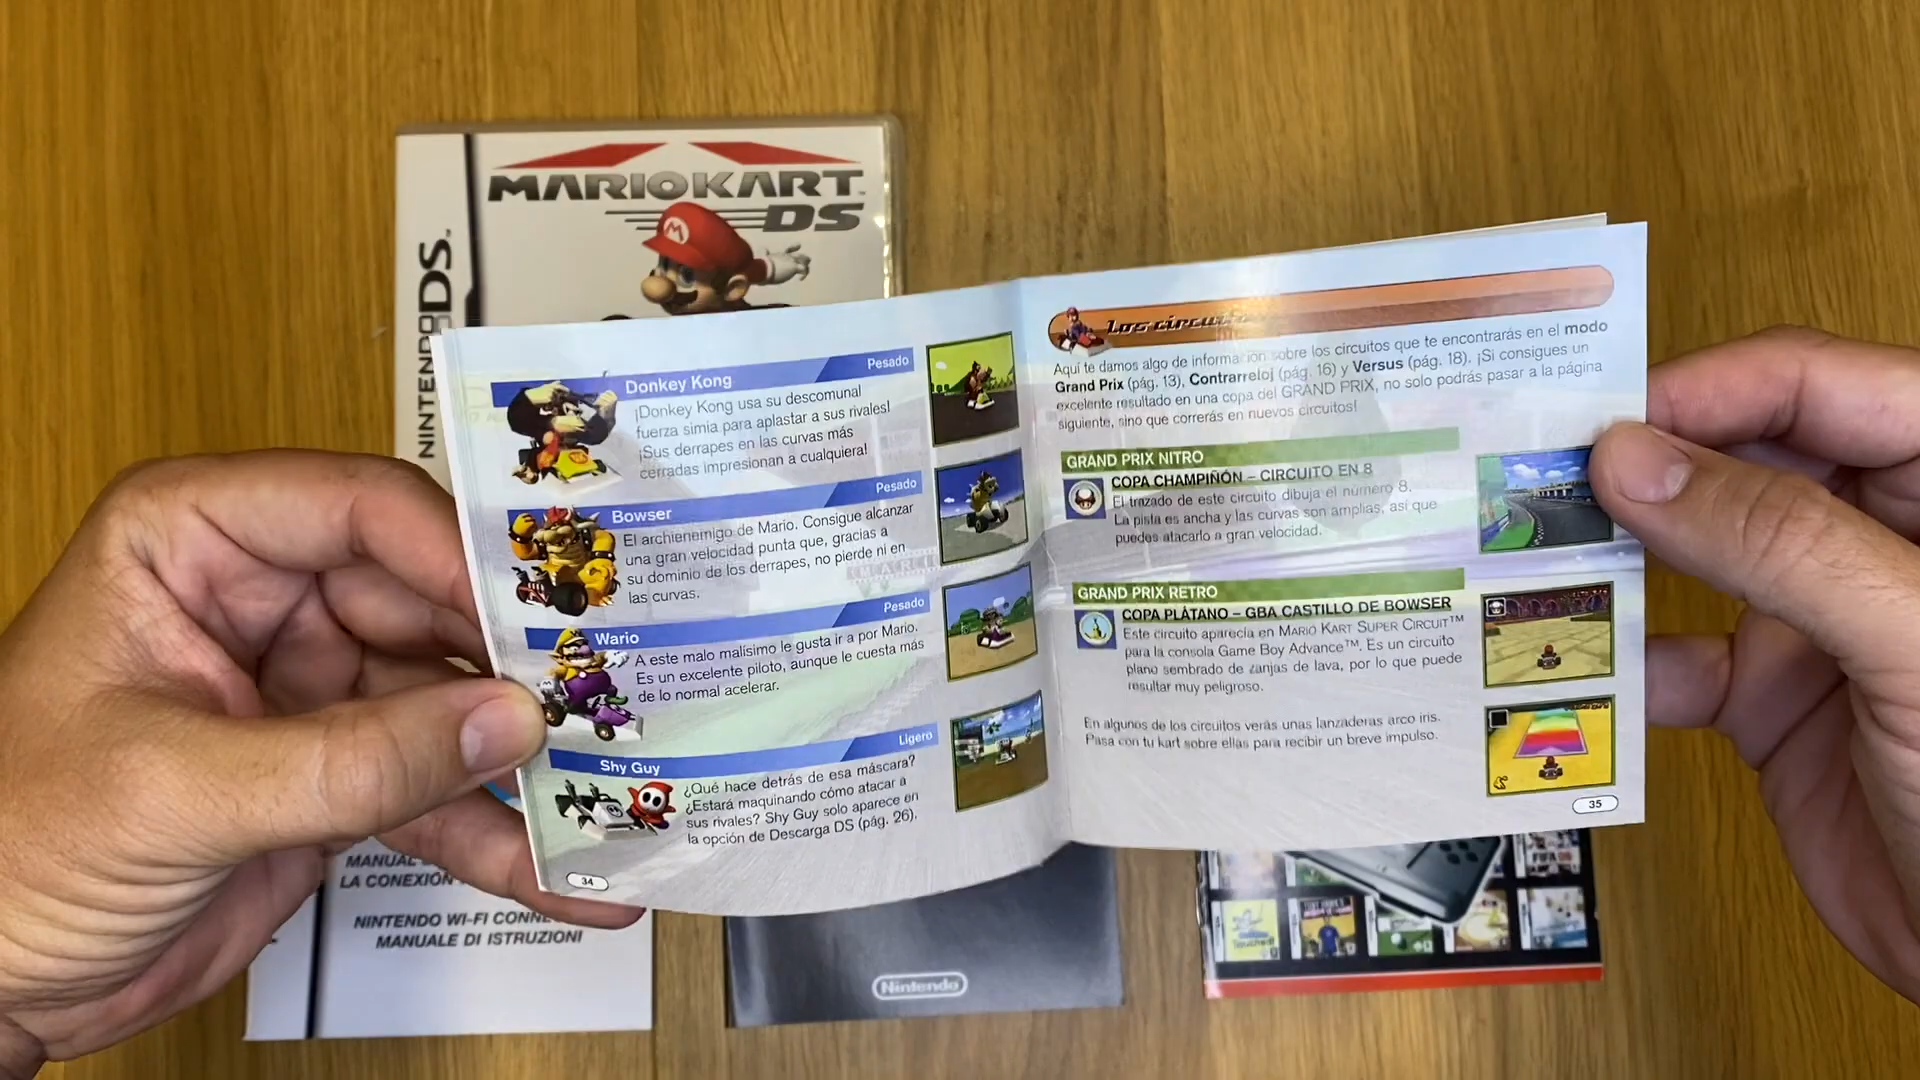 MARIOKART
DS
NINTENDO DS
Pesado
Donkey Kong
¡Donkey Kong usa su descomunal
fuerza simia para aplastar a sus rivales!
¡Sus derrapes en las curvas más
cerradas impresionan a cualquiera!
Pesado
Bowser
El archienemigo de Mario. Consigue alcanzar
una gran velocidad punta que, gracias a
su dominio de los derrapes, no pierde ni en
las curvas.
Pesado
Wario
A este malo malísimo le gusta ir a por Mario.
Es un excelente piloto, aunque le cuesta más
de lo normal acelerar.
Ligero
Shy Guy
¿Qué hace detrás de esa máscara?
¿Estará maquinando cómo atacar a
sus rivales? Shy Guy solo aparece en
la opción de Descarga DS (pág. 26).
34
Los circuitos
Aquí te damos algo de información sobre los circuitos que te encontrarás en el modo
Grand Prix (pág. 13), Contrarreloj (pág. 16) y Versus (pág. 18). ¡Si consigues un
excelente resultado en una copa del GRAND PRIX, no solo podrás pasar a la página
siguiente, sino que correrás en nuevos circuitos!
GRAND PRIX NITRO
COPA CHAMPIÑÓN – CIRCUITO EN 8
El trazado de este circuito dibuja el número 8.
La pista es ancha y las curvas son amplias, así que
puedes atacarlo a gran velocidad.
GRAND PRIX RETRO
COPA PLÁTANO – GBA CASTILLO DE BOWSER
Este circuito aparecía en MARIO KART SUPER CIRCUIT™
para la consola Game Boy Advance™. Es un circuito
plano sembrado de zanjas de lava, por lo que puede
resultar muy peligroso.
En algunos de los circuitos verás unas lanzaderas arco iris.
Pasa con tu kart sobre ellas para recibir un breve impulso.
35
MANUAL
LA CONEXIÓN
NINTENDO WI-FI CONNE
MANUALE DI ISTRUZIONI
Nintendo
FIFA 06